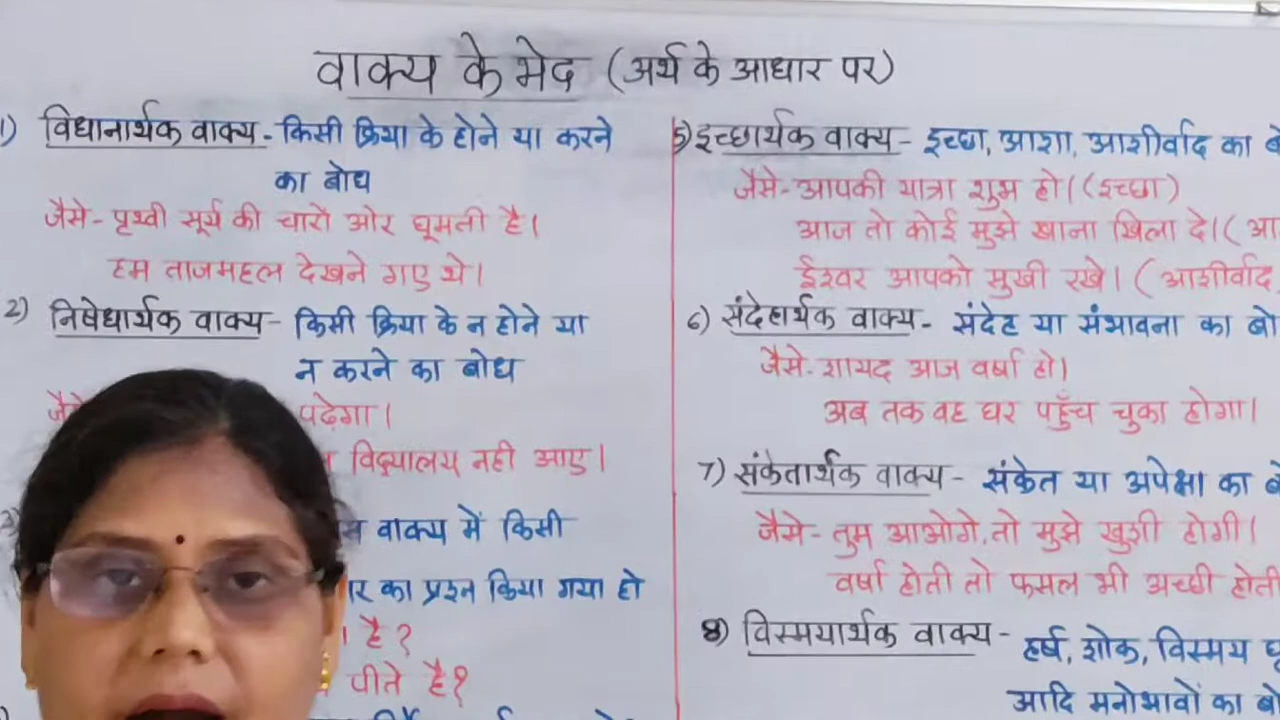 वाक्य के भेद (अर्थ के आधार पर)
1) विधानार्थक वाक्य - किसी क्रिया के होने या करने
का बोध
जैसे- पृथ्वी सूर्य की चारों ओर घूमती है।
हम ताजमहल देखने गए थे।
2) निषेधार्थक वाक्य - किसी क्रिया के न होने या
न करने का बोध
पढ़ेगा।
विद्यालय नही आए।
वाक्य में किसी
का प्रश्न किया गया हो
है?
पीते है?
5) इच्छार्थक वाक्य - इच्छा, आशा, आशीर्वाद का
जैसे- आपकी यात्रा शुभ हो। (इच्छा)
आज तो कोई मुझे खाना खिला दे। (
ईश्वर आपको सुखी रखे। (आशीर्वाद
6) संदेहार्थक वाक्य - संदेह या संभावना का
जैसे- शायद आज वर्षा हो।
अब तक वह घर पहुँच चुका होगा।
7) संकेतार्थक वाक्य - संकेत या अपेक्षा का
जैसे- तुम आओगे, तो मुझे खुशी होगी।
वर्षा होती तो फसल भी अच्छी होती
8) विस्मयार्थक वाक्य - हर्ष, शोक, विस्मय
आदि मनोभावों का